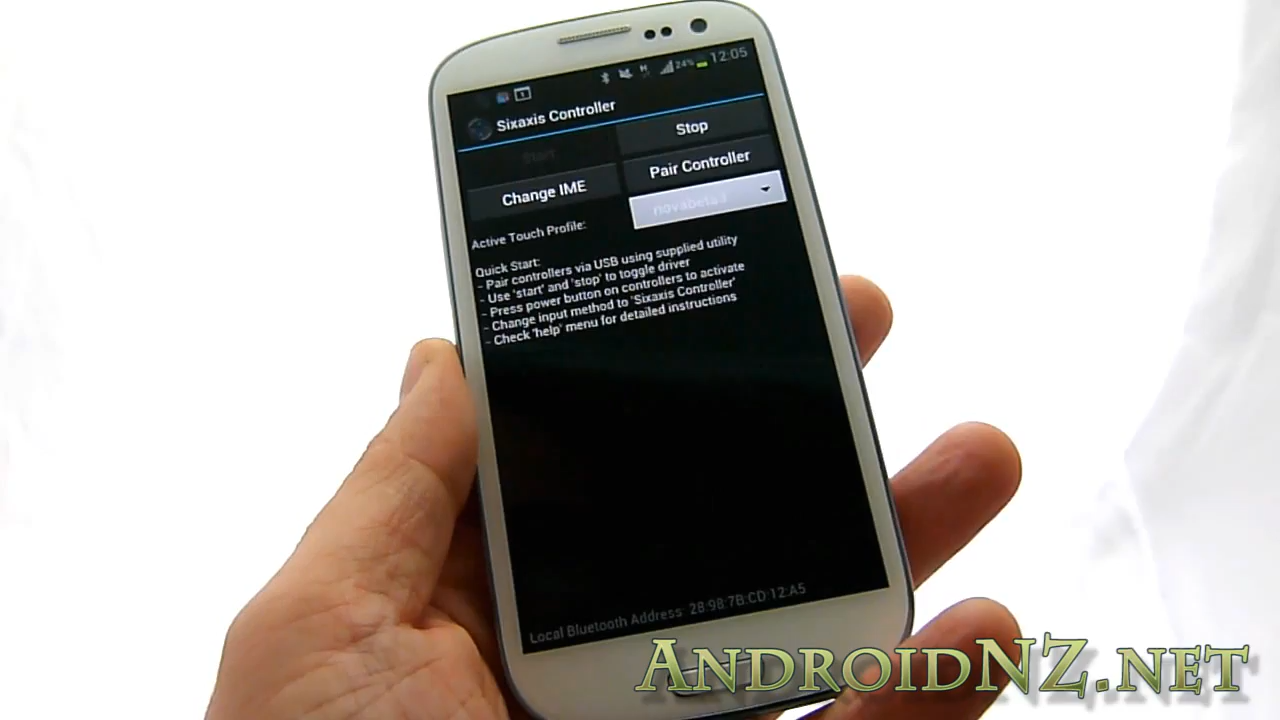 24% 12:05
Sixaxis Controller
Start
Stop
Change IME
Pair Controller
Active Touch Profile:
novabeta3
Quick Start:
- Pair controllers via USB using supplied utility
- Use 'start' and 'stop' to toggle driver
- Press power button on controllers to activate
- Change input method to 'Sixaxis Controller'
- Check 'help' menu for detailed instructions
Local Bluetooth Address: 28:98:7B:CD:12:A5
ANDROIDNZ.NET